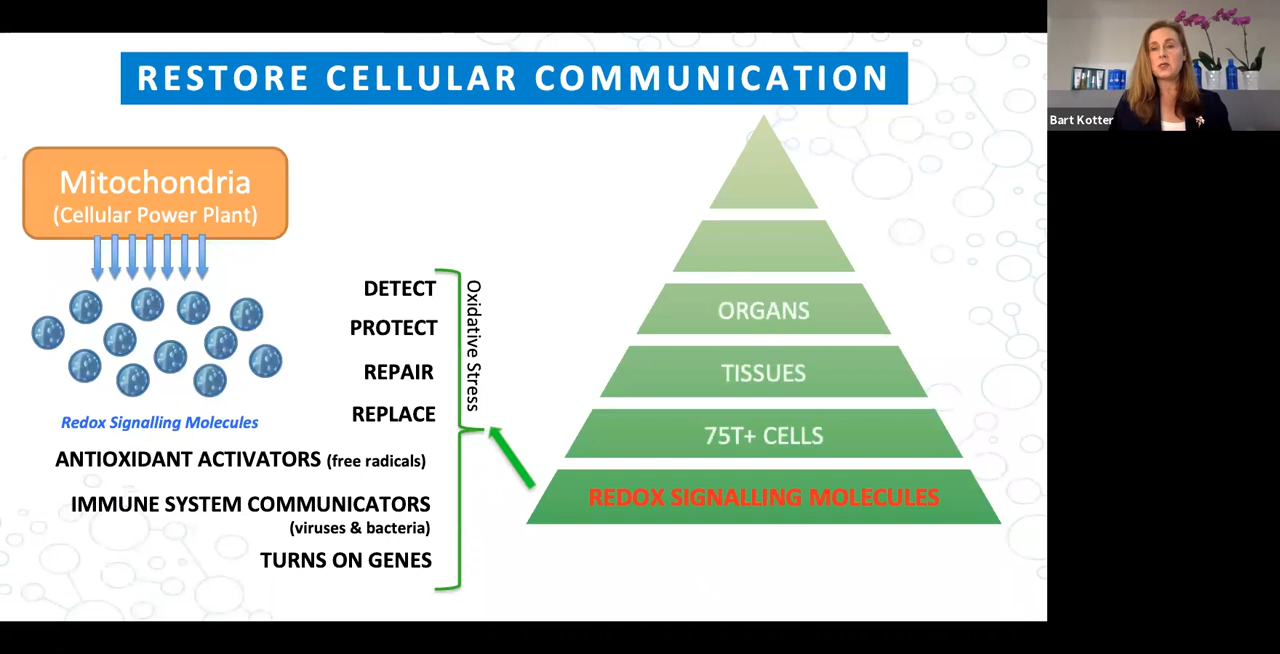 RESTORE CELLULAR COMMUNICATION
Bart Kotter
Mitochondria
(Cellular Power Plant)
Redox Signalling Molecules
DETECT
PROTECT
REPAIR
REPLACE
ANTIOXIDANT ACTIVATORS (free radicals)
IMMUNE SYSTEM COMMUNICATORS
(viruses & bacteria)
TURNS ON GENES
Oxidative Stress
ORGANS
TISSUES
75T+ CELLS
REDOX SIGNALLING MOLECULES